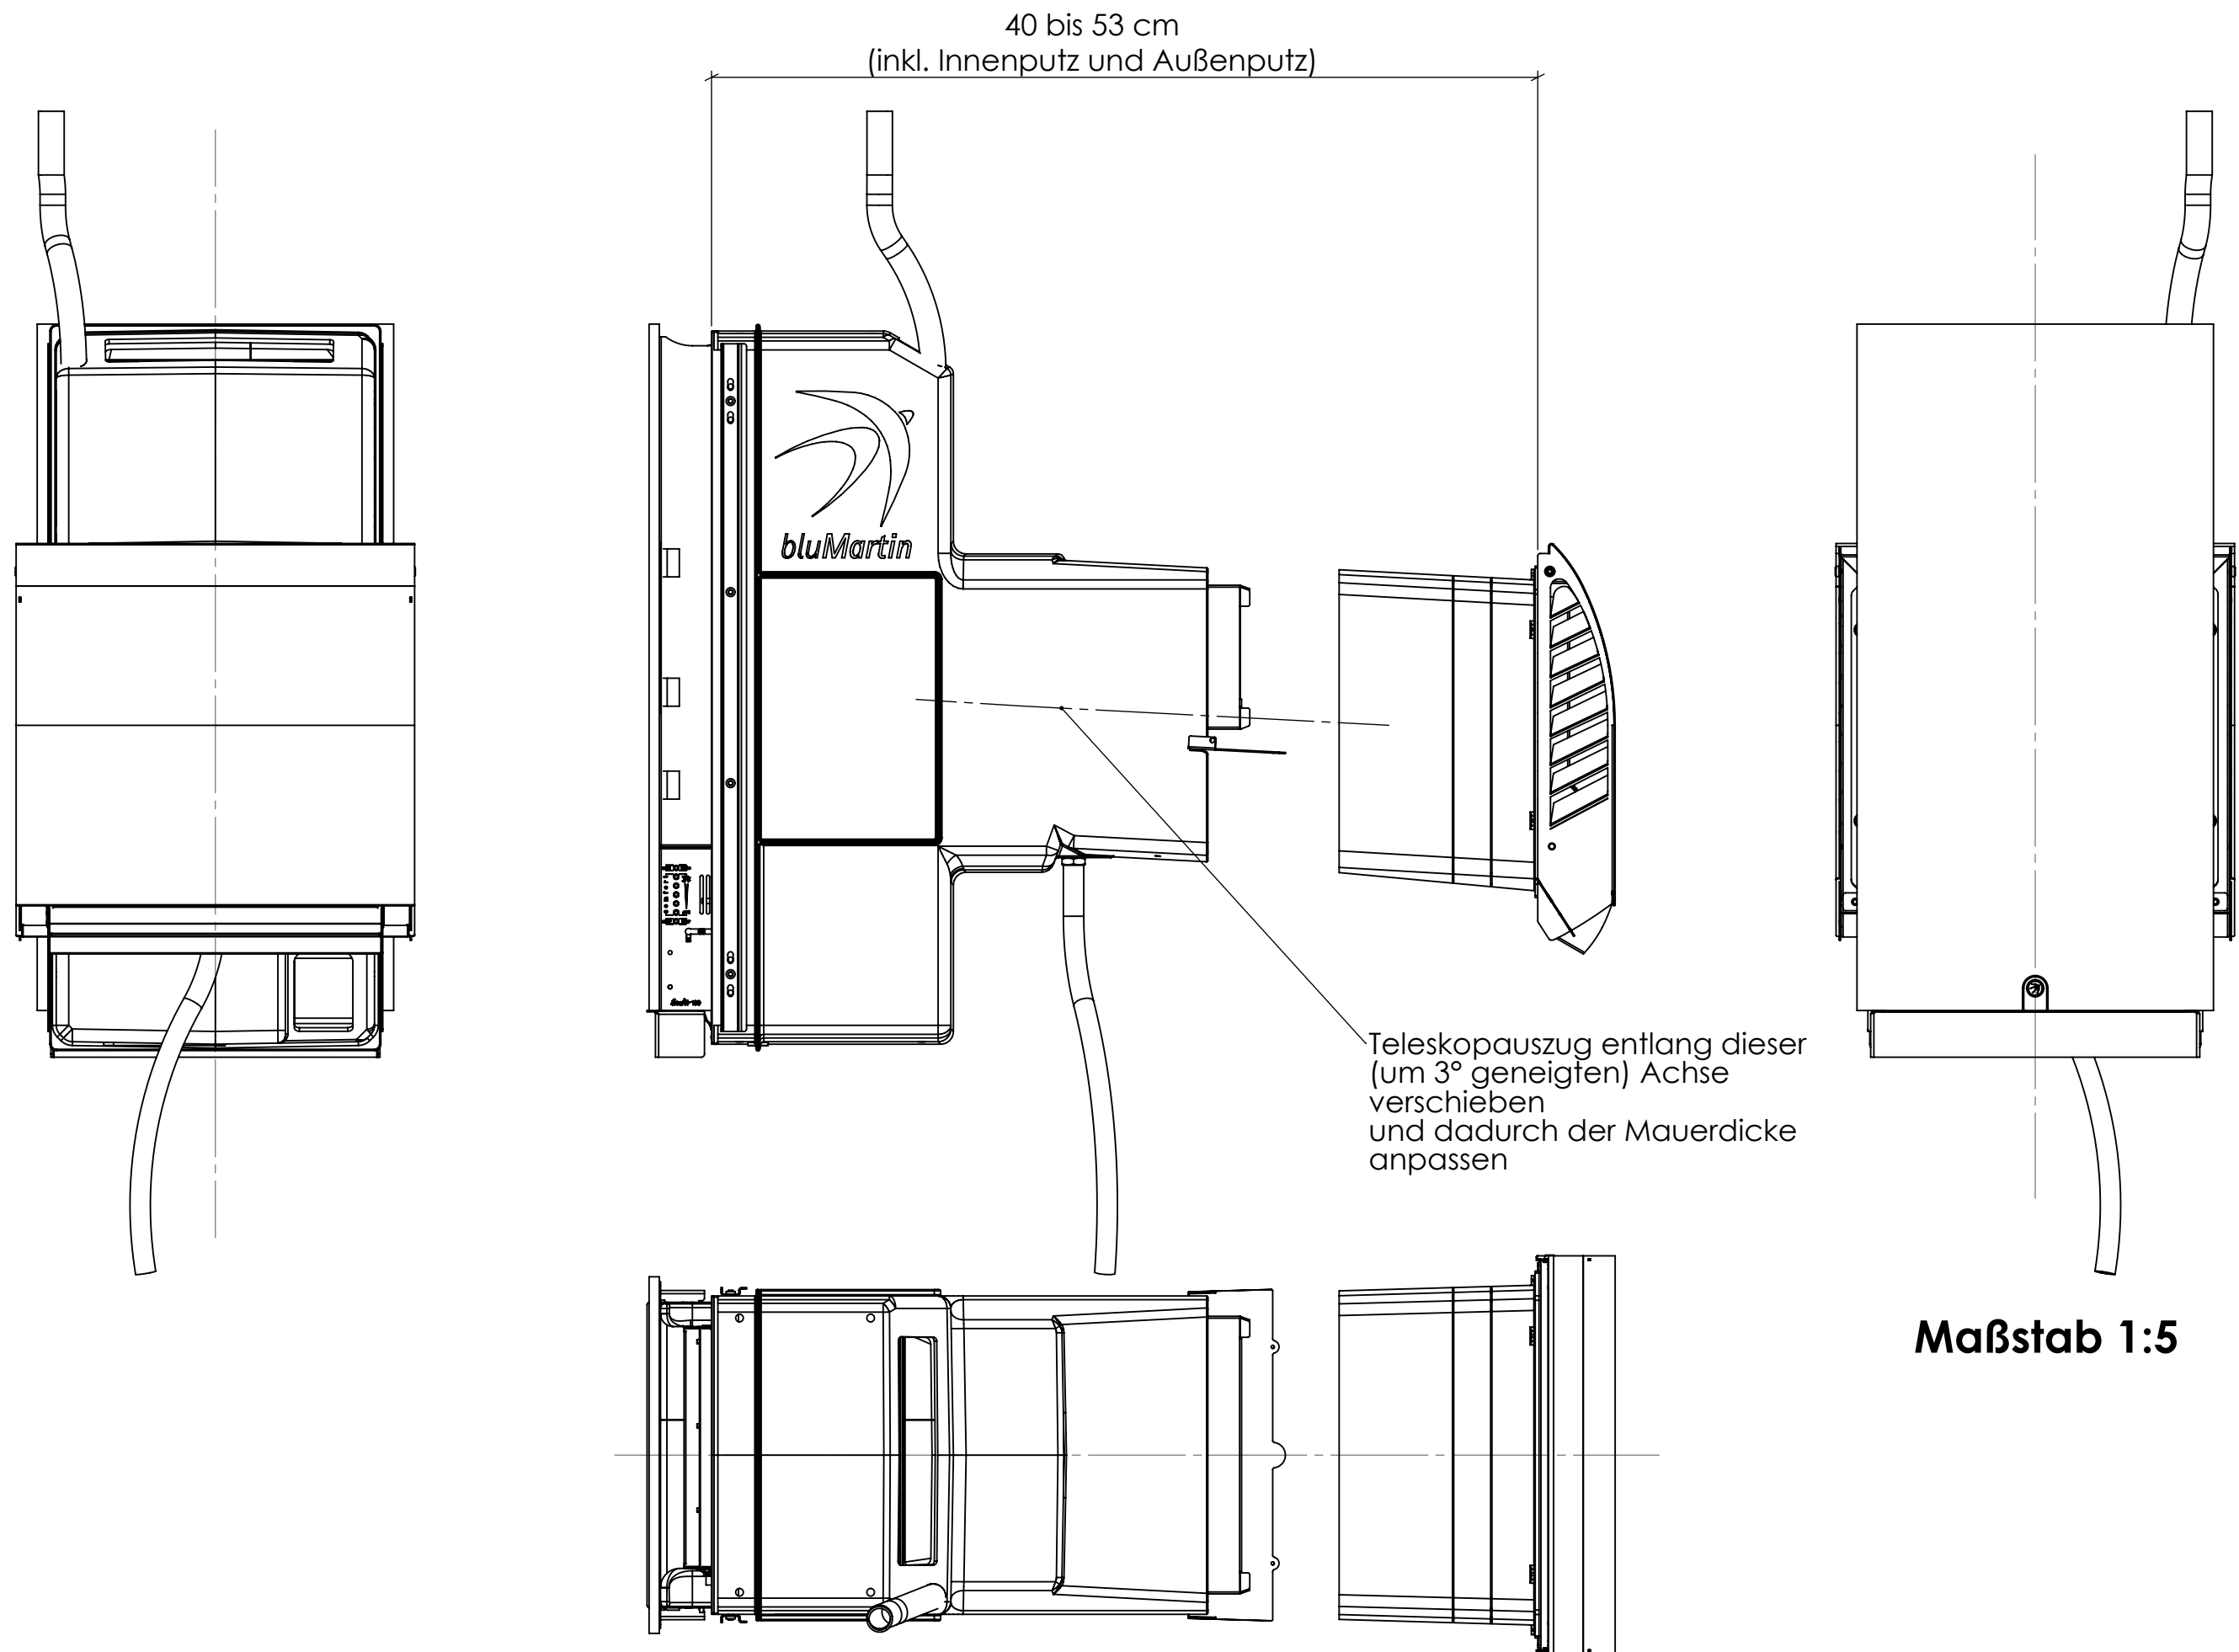 40 bis 53 cm
(inkl. Innenputz und Außenputz)
bluMartin
Teleskopauszug entlang dieser
(um 3° geneigten) Achse
verschieben
und dadurch der Mauerdicke
anpassen
Maßstab 1:5